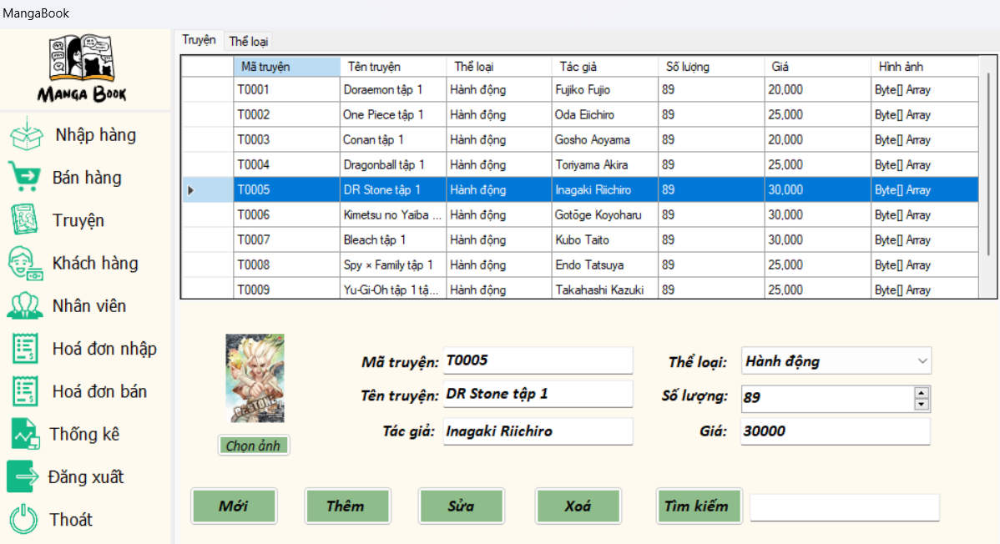 MangaBook
MANGA BOOK
Nhập hàng
Bán hàng
Truyện
Khách hàng
Nhân viên
Hoá đơn nhập
Hoá đơn bán
Thống kê
Đăng xuất
Thoát
Truyện Thể loại
Mã truyện Tên truyện Thể loại Tác giả Số lượng Giá Hình ảnh
T0001 Doraemon tập 1 Hành động Fujiko Fujio 89 20,000 Byte[] Array
T0002 One Piece tập 1 Hành động Oda Eiichiro 89 25,000 Byte[] Array
T0003 Conan tập 1 Hành động Gosho Aoyama 89 20,000 Byte[] Array
T0004 Dragonball tập 1 Hành động Toriyama Akira 89 25,000 Byte[] Array
T0005 DR Stone tập 1 Hành động Inagaki Riichiro 89 30,000 Byte[] Array
T0006 Kimetsu no Yaiba ... Hành động Gotōge Koyoharu 89 30,000 Byte[] Array
T0007 Bleach tập 1 Hành động Kubo Taito 89 30,000 Byte[] Array
T0008 Spy × Family tập 1 Hành động Endo Tatsuya 89 25,000 Byte[] Array
T0009 Yu-Gi-Oh tập 1 tậ... Hành động Takahashi Kazuki 89 25,000 Byte[] Array
Dr.STONE
Chọn ảnh
Mã truyện: T0005 Thể loại: Hành động
Tên truyện: DR Stone tập 1 Số lượng: 89
Tác giả: Inagaki Riichiro Giá: 30000
Mới Thêm Sửa Xoá Tìm kiếm